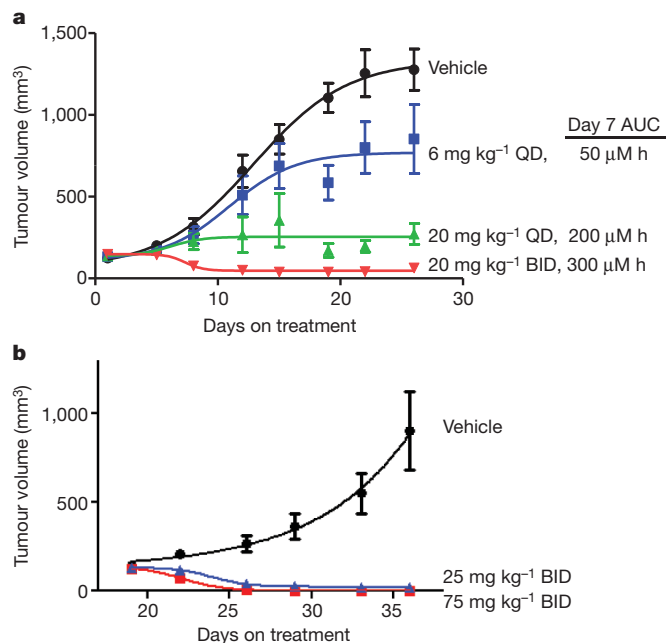 a
1,500
1,000
500
0
Tumour volume (mm³)
0 10 20 30
Days on treatment
Vehicle
Day 7 AUC
6 mg kg⁻¹ QD, 50 μM h
20 mg kg⁻¹ QD, 200 μM h
20 mg kg⁻¹ BID, 300 μM h
b
1,000
500
0
Tumour volume (mm³)
20 25 30 35
Days on treatment
Vehicle
25 mg kg⁻¹ BID
75 mg kg⁻¹ BID